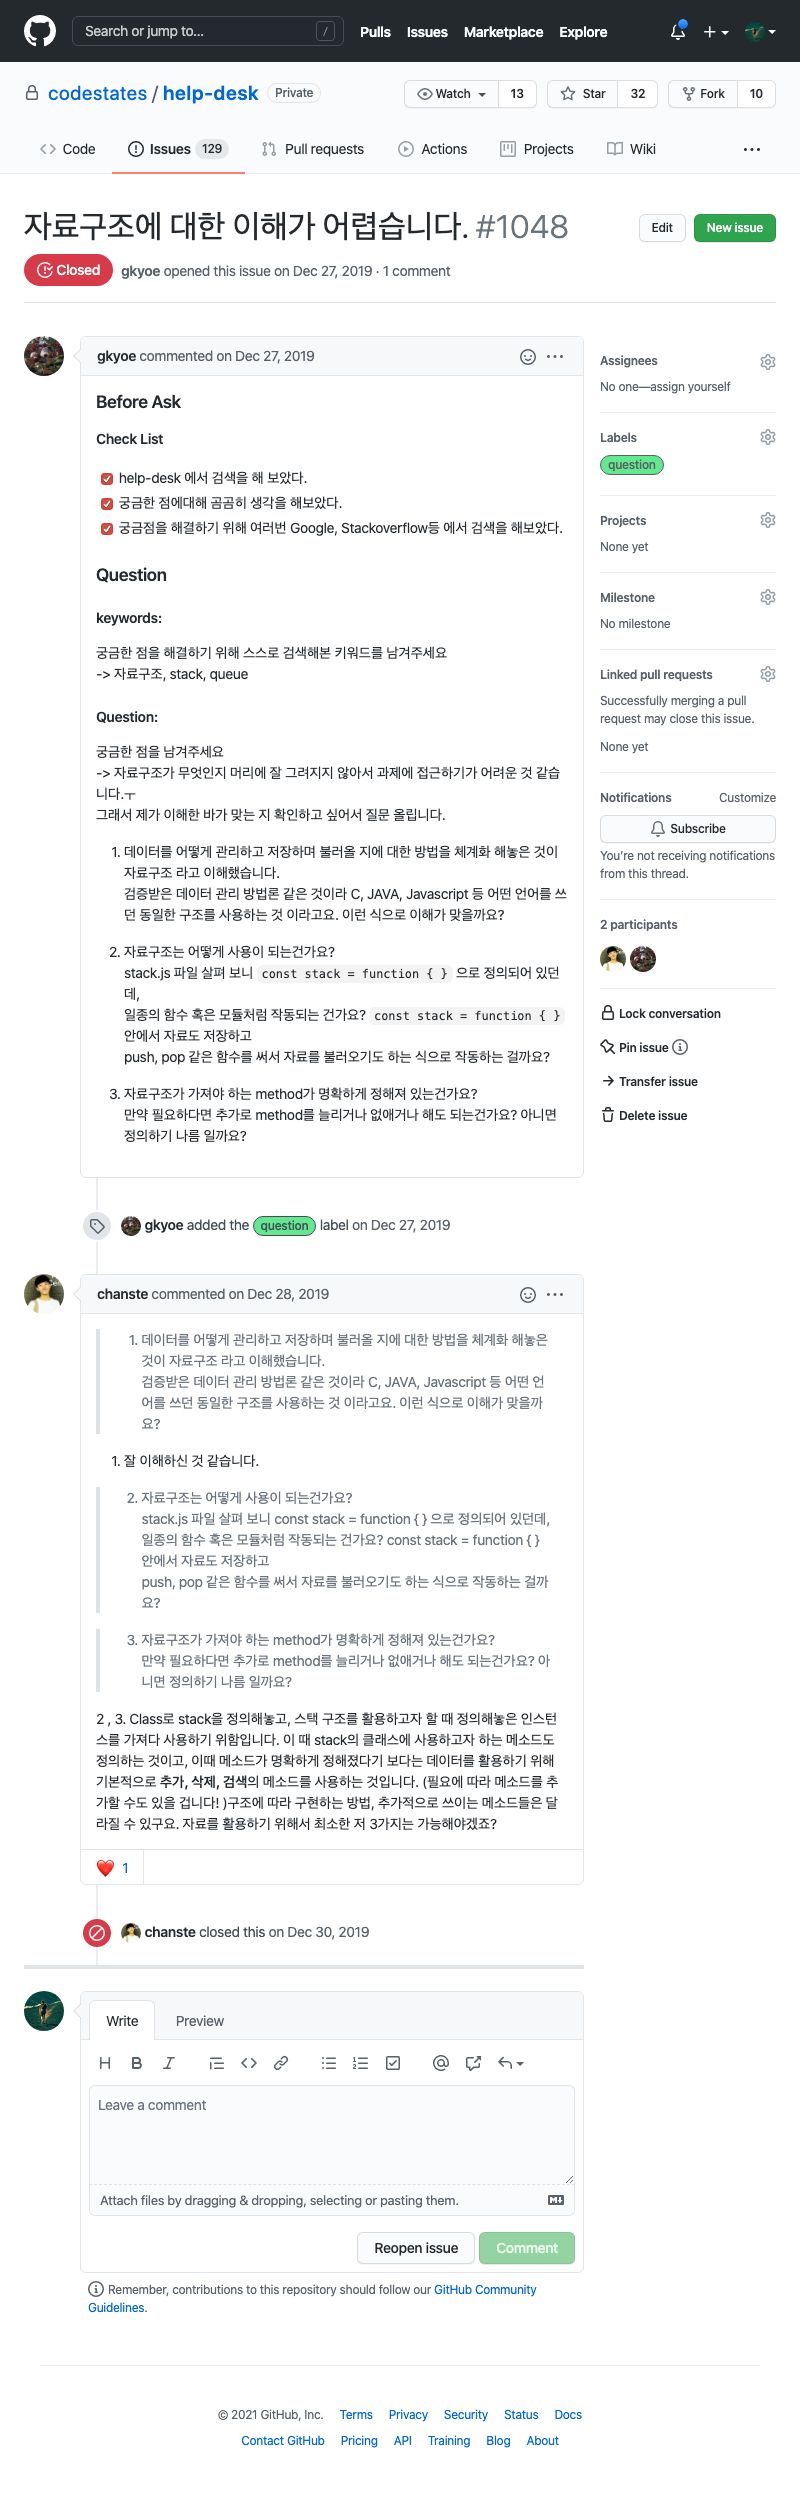 Search or jump to...
/
Pulls
Issues
Marketplace
Explore
codestates / help-desk
Private
Watch
13
Star
32
Fork
10
Code
Issues
129
Pull requests
Actions
Projects
Wiki
자료구조에 대한 이해가 어렵습니다. #1048
Edit
New issue
Closed
gkyoe opened this issue on Dec 27, 2019 · 1 comment
gkyoe commented on Dec 27, 2019
Before Ask
Check List
help-desk 에서 검색을 해 보았다.
궁금한 점에대해 곰곰히 생각을 해보았다.
궁금점을 해결하기 위해 여러번 Google, Stackoverflow등 에서 검색을 해보았다.
Question
keywords:
궁금한 점을 해결하기 위해 스스로 검색해본 키워드를 남겨주세요
-> 자료구조, stack, queue
Question:
궁금한 점을 남겨주세요
-> 자료구조가 무엇인지 머리에 잘 그려지지 않아서 과제에 접근하기가 어려운 것 같습
니다.ㅜ
그래서 제가 이해한 바가 맞는 지 확인하고 싶어서 질문 올립니다.
1. 데이터를 어떻게 관리하고 저장하며 불러올 지에 대한 방법을 체계화 해놓은 것이
자료구조 라고 이해했습니다.
검증받은 데이터 관리 방법론 같은 것이라 C, JAVA, Javascript 등 어떤 언어를 쓰
던 동일한 구조를 사용하는 것 이라고요. 이런 식으로 이해가 맞을까요?
2. 자료구조는 어떻게 사용이 되는건가요?
stack.js 파일 살펴 보니 const stack = function { } 으로 정의되어 있던
데,
일종의 함수 혹은 모듈처럼 작동되는 건가요? const stack = function { }
안에서 자료도 저장하고
push, pop 같은 함수를 써서 자료를 불러오기도 하는 식으로 작동하는 걸까요?
3. 자료구조가 가져야 하는 method가 명확하게 정해져 있는건가요?
만약 필요하다면 추가로 method를 늘리거나 없애거나 해도 되는건가요? 아니면
정의하기 나름 일까요?
gkyoe added the question label on Dec 27, 2019
chanste commented on Dec 28, 2019
1. 데이터를 어떻게 관리하고 저장하며 불러올 지에 대한 방법을 체계화 해놓은
것이 자료구조 라고 이해했습니다.
검증받은 데이터 관리 방법론 같은 것이라 C, JAVA, Javascript 등 어떤 언
어를 쓰던 동일한 구조를 사용하는 것 이라고요. 이런 식으로 이해가 맞을까
요?
1. 잘 이해하신 것 같습니다.
2. 자료구조는 어떻게 사용이 되는건가요?
stack.js 파일 살펴 보니 const stack = function { } 으로 정의되어 있던데,
일종의 함수 혹은 모듈처럼 작동되는 건가요? const stack = function { }
안에서 자료도 저장하고
push, pop 같은 함수를 써서 자료를 불러오기도 하는 식으로 작동하는 걸까
요?
3. 자료구조가 가져야 하는 method가 명확하게 정해져 있는건가요?
만약 필요하다면 추가로 method를 늘리거나 없애거나 해도 되는건가요? 아
니면 정의하기 나름 일까요?
2 , 3. Class로 stack을 정의해놓고, 스택 구조를 활용하고자 할 때 정의해놓은 인스턴
스를 가져다 사용하기 위함입니다. 이 때 stack의 클래스에 사용하고자 하는 메소드도
정의하는 것이고, 이때 메소드가 명확하게 정해졌다기 보다는 데이터를 활용하기 위해
기본적으로 추가, 삭제, 검색의 메소드를 사용하는 것입니다. (필요에 따라 메소드를 추
가할 수도 있을 겁니다! )구조에 따라 구현하는 방법, 추가적으로 쓰이는 메소드들은 달
라질 수 있구요. 자료를 활용하기 위해서 최소한 저 3가지는 가능해야겠죠?
1
chanste closed this on Dec 30, 2019
Write
Preview
Leave a comment
Attach files by dragging & dropping, selecting or pasting them.
Reopen issue
Comment
Remember, contributions to this repository should follow our GitHub Community
Guidelines.
Assignees
No one—assign yourself
Labels
question
Projects
None yet
Milestone
No milestone
Linked pull requests
Successfully merging a pull
request may close this issue.
None yet
Notifications
Customize
Subscribe
You're not receiving notifications
from this thread.
2 participants
Lock conversation
Pin issue
Transfer issue
Delete issue
© 2021 GitHub, Inc.
Terms
Privacy
Security
Status
Docs
Contact GitHub
Pricing
API
Training
Blog
About